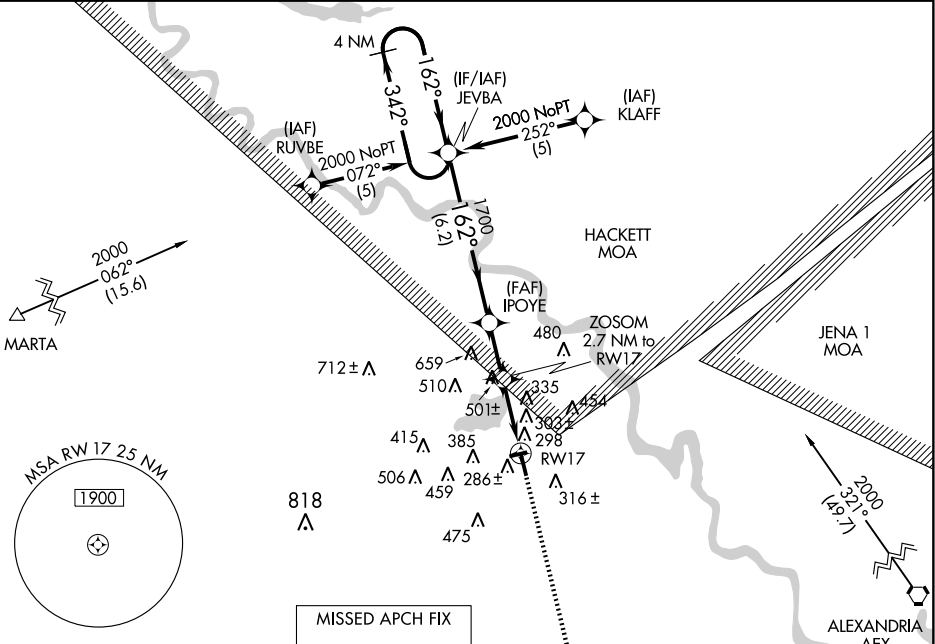 4 NM
162°
342°
(IF/IAF)
JEVBA
(IAF)
KLAFF
2000 NoPT
252°
(5)
(IAF)
RUVBE
2000 NoPT
072°
(5)
1700
162°
(6.2)
2000
062°
(15.6)
MARTA
HACKETT
MOA
(FAF)
IPOYE
ZOSOM
2.7 NM to
RW17
480
JENA 1
MOA
712±
659
510
501±
335
454
303±
298
RW17
415
385
506
459
286±
316±
475
818
MSA RW 17 25 NM
1900
2000
321°
(49.7)
MISSED APCH FIX
ALEXANDRIA
AEX